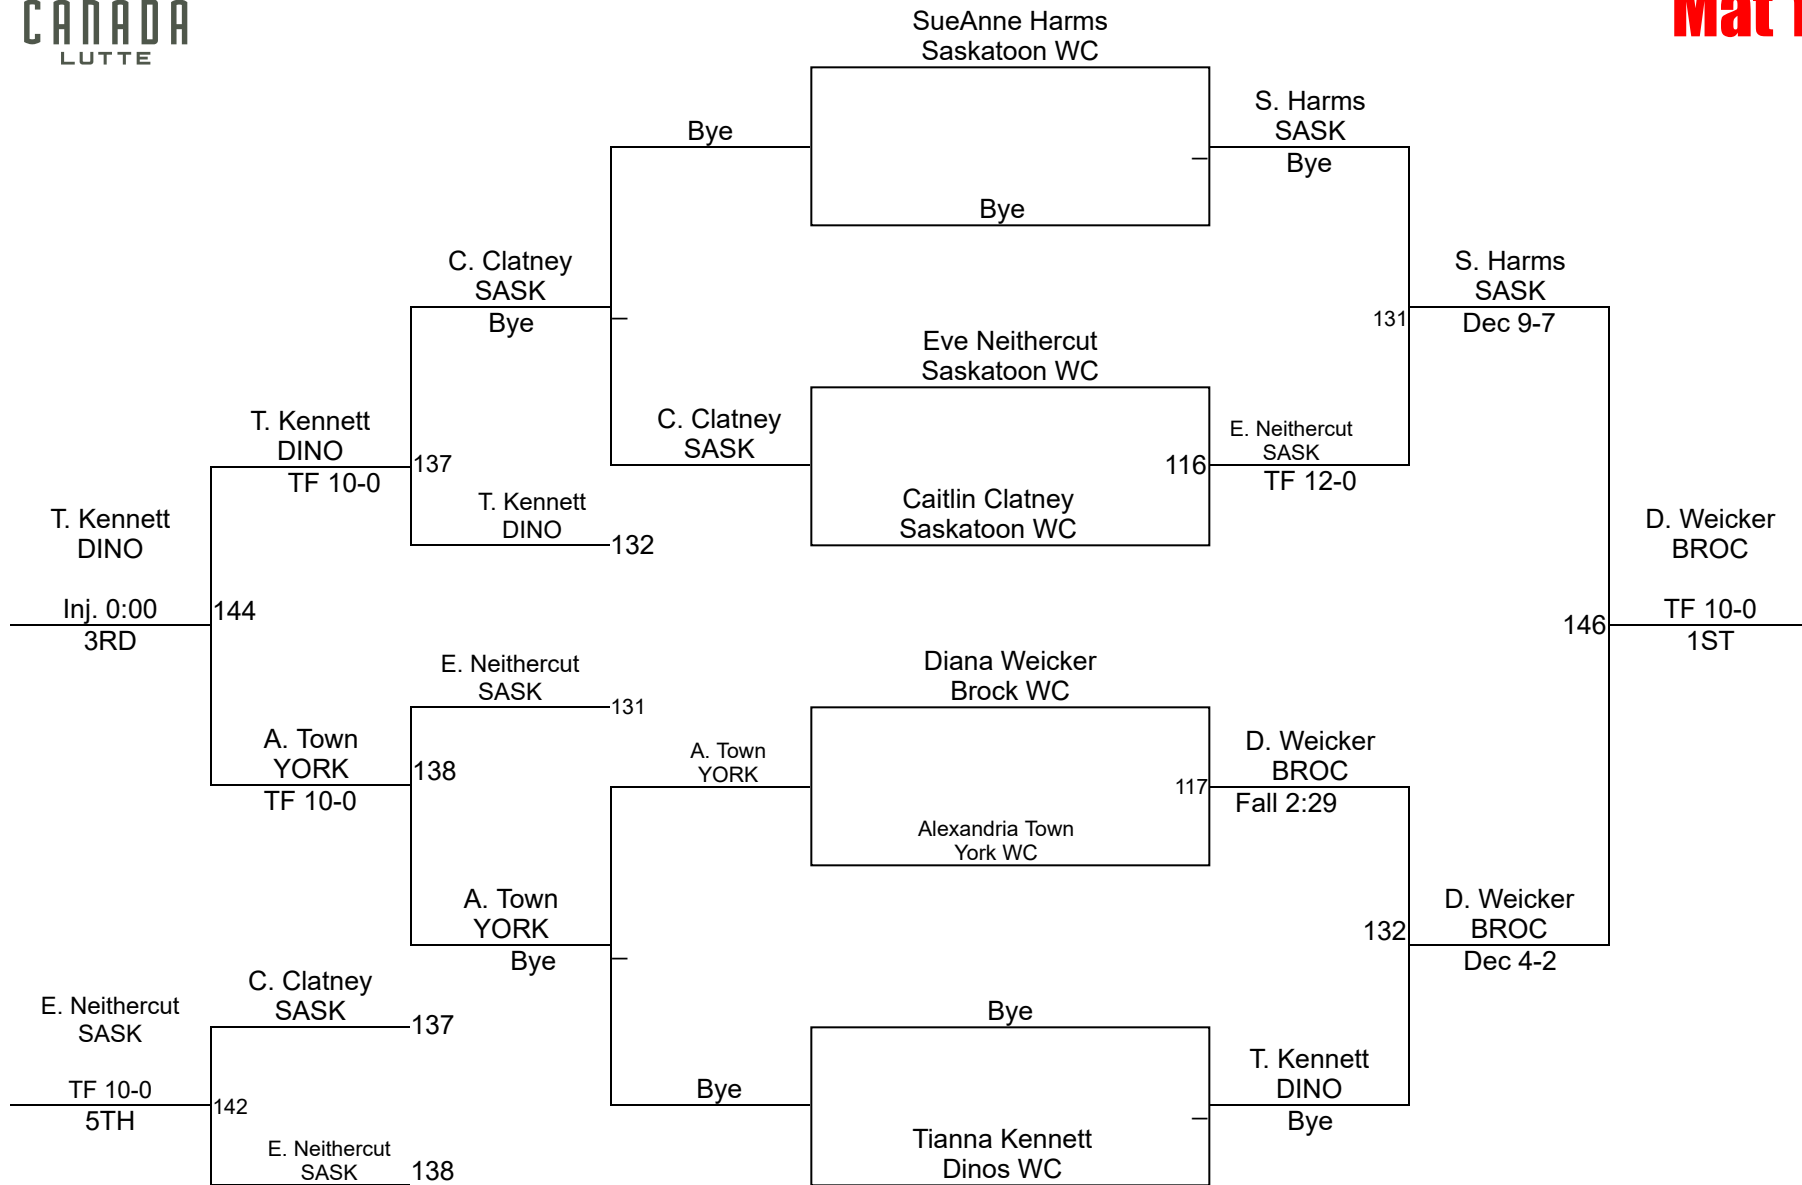 CANADA
LUTTE
Mat 1
SueAnne Harms
Saskatoon WC
Bye
S. Harms
SASK
Bye
Bye
C. Clatney
SASK
Bye
S. Harms
SASK
Dec 9-7
131
Eve Neithercut
Saskatoon WC
T. Kennett
DINO
TF 10-0
137
C. Clatney
SASK
116
E. Neithercut
SASK
TF 12-0
Caitlin Clatney
Saskatoon WC
T. Kennett
DINO
132
T. Kennett
DINO
Inj. 0:00
3RD
144
D. Weicker
BROC
TF 10-0
1ST
146
E. Neithercut
SASK
131
Diana Weicker
Brock WC
A. Town
YORK
TF 10-0
138
A. Town
YORK
117
D. Weicker
BROC
Fall 2:29
Alexandria Town
York WC
A. Town
YORK
Bye
132
D. Weicker
BROC
Dec 4-2
E. Neithercut
SASK
TF 10-0
5TH
C. Clatney
SASK
137
142
E. Neithercut
SASK
138
Bye
Bye
T. Kennett
DINO
Bye
Tianna Kennett
Dinos WC